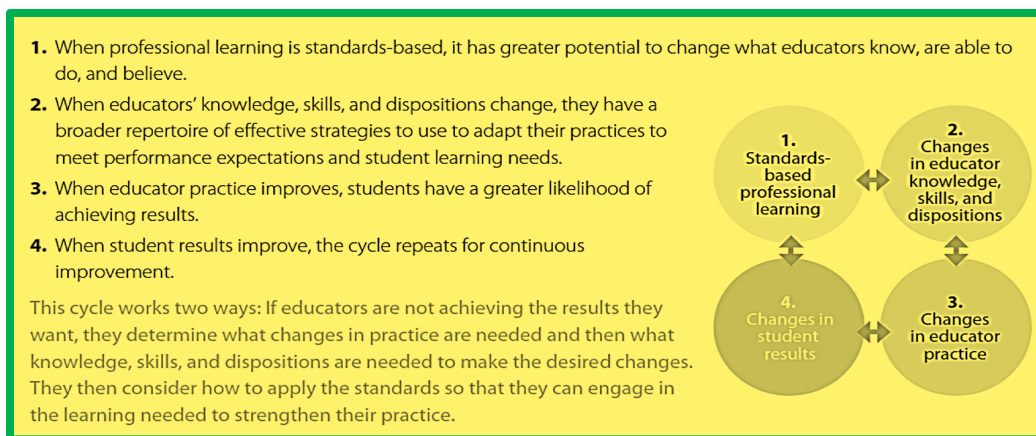 1. When professional learning is standards-based, it has greater potential to change what educators know, are able to
do, and believe.
2. When educators’ knowledge, skills, and dispositions change, they have a
broader repertoire of effective strategies to use to adapt their practices to
meet performance expectations and student learning needs.
3. When educator practice improves, students have a greater likelihood of
achieving results.
4. When student results improve, the cycle repeats for continuous
improvement.
This cycle works two ways: If educators are not achieving the results they
want, they determine what changes in practice are needed and then what
knowledge, skills, and dispositions are needed to make the desired changes.
They then consider how to apply the standards so that they can engage in
the learning needed to strengthen their practice.
1.
Standards-
based
professional
learning
2.
Changes
in educator
knowledge,
skills, and
dispositions
3.
Changes
in educator
practice
4.
Changes in
student
results